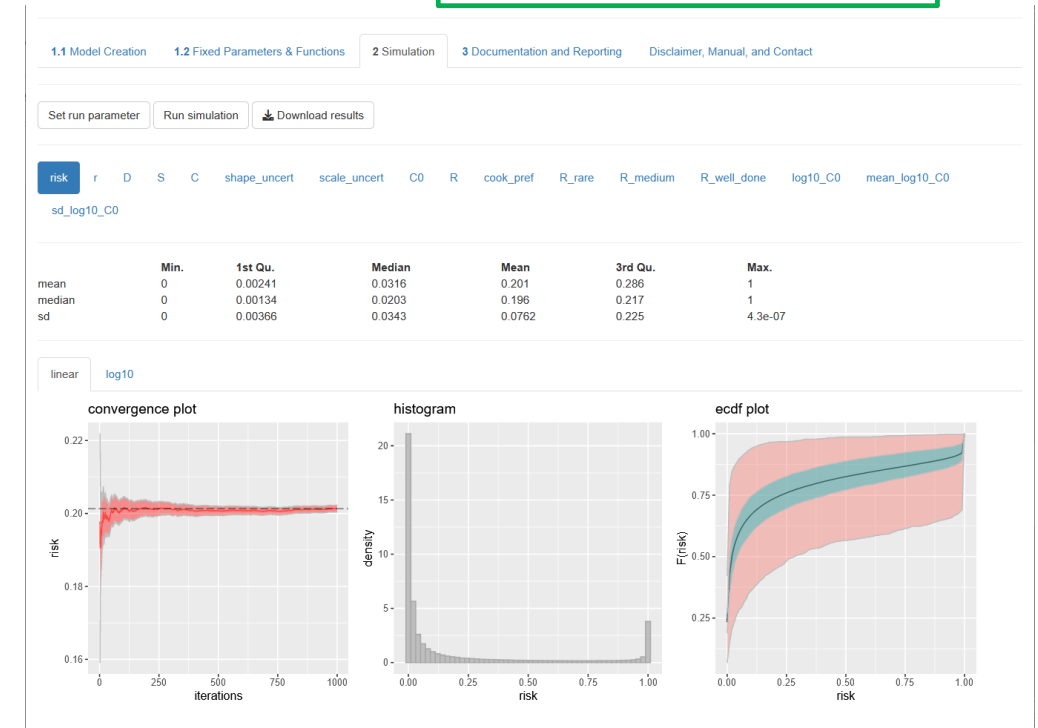 1.1 Model Creation 1.2 Fixed Parameters & Functions 2 Simulation 3 Documentation and Reporting Disclaimer, Manual, and Contact
Set run parameter Run simulation Download results
risk r D S C shape_uncert scale_uncert C0 R cook_pref R_rare R_medium R_well_done log10_C0 mean_log10_C0
sd_log10_C0
Min. 1st Qu. Median Mean 3rd Qu. Max.
mean 0 0.00241 0.0316 0.201 0.286 1
median 0 0.00134 0.0203 0.196 0.217 1
sd 0 0.00366 0.0343 0.0762 0.225 4.3e-07
linear log10
convergence plot
0.22
0.20
0.18
0.16
risk
0 250 500 750 1000
iterations
histogram
20
15
10
5
0
density
0.00 0.25 0.50 0.75 1.00
risk
ecdf plot
1.00
0.75
0.50
0.25
F(risk)
0.00 0.25 0.50 0.75 1.00
risk